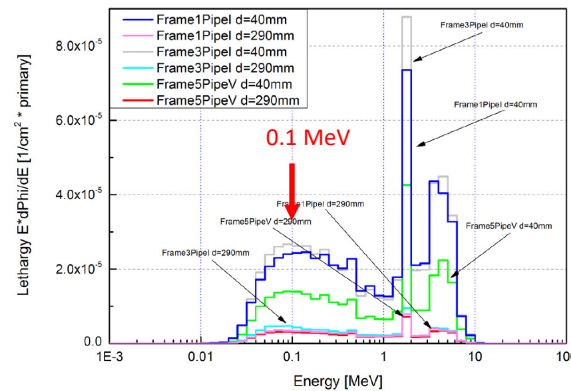 Lethargy E*dPhi/dE [1/cm² * primary]
8.0x10⁻⁵
6.0x10⁻⁵
4.0x10⁻⁵
2.0x10⁻⁵
0.0
Frame1PipeI d=40mm
Frame1PipeI d=290mm
Frame3PipeI d=40mm
Frame3PipeI d=290mm
Frame5PipeV d=40mm
Frame5PipeV d=290mm
Frame3PipeI d=40mm
Frame1PipeI
d=40mm
0.1 MeV
Frame1PipeI d=290mm
Frame5PipeV d=290mm
Frame5PipeV
d=40mm
Frame3PipeI d=290mm
1E-3 0.01 0.1 1 10 100
Energy [MeV]